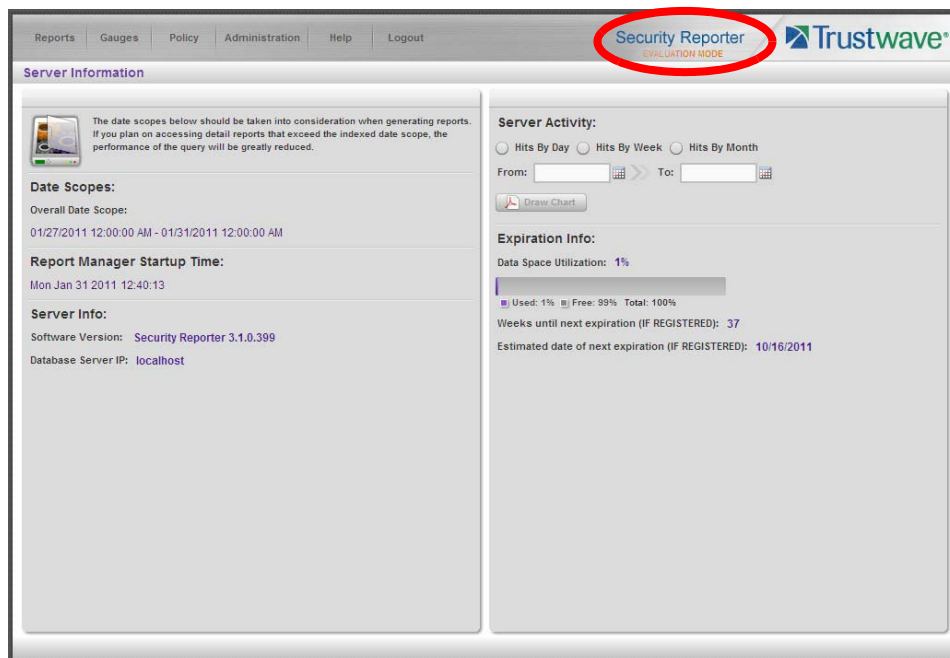 Reports Gauges Policy Administration Help Logout
Security Reporter
EVALUATION MODE
Trustwave®
Server Information
The date scopes below should be taken into consideration when generating reports.
If you plan on accessing detail reports that exceed the indexed date scope, the
performance of the query will be greatly reduced.
Date Scopes:
Overall Date Scope:
01/27/2011 12:00:00 AM - 01/31/2011 12:00:00 AM
Report Manager Startup Time:
Mon Jan 31 2011 12:40:13
Server Info:
Software Version: Security Reporter 3.1.0.399
Database Server IP: localhost
Server Activity:
Hits By Day Hits By Week Hits By Month
From: To:
Draw Chart
Expiration Info:
Data Space Utilization: 1%
Used: 1% Free: 99% Total: 100%
Weeks until next expiration (IF REGISTERED): 37
Estimated date of next expiration (IF REGISTERED): 10/16/2011